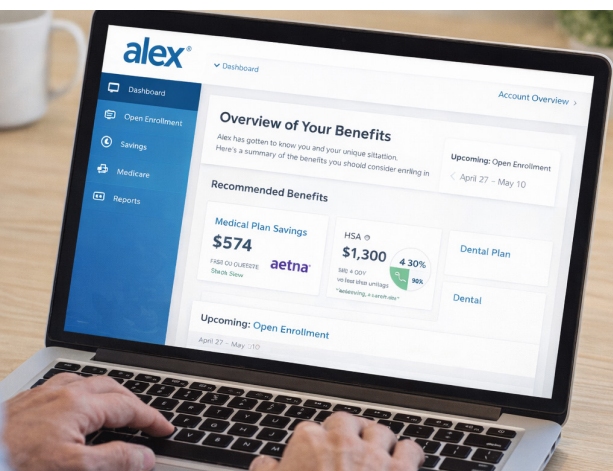 alex®
Dashboard
Account Overview >
Dashboard
Open Enrollment
Savings
Medicare
Reports
Overview of Your Benefits
Alex has gotten to know you and your unique sittattion.
Here's a summary of the benefits you should consider enrling in
Upcoming: Open Enrollment
< April 27 – May 10
Recommended Benefits
Medical Plan Savings
$574
aetna
HSA
$1,300
4 30%
90%
Dental Plan
Dental
Upcoming: Open Enrollment
April 27 – May :10